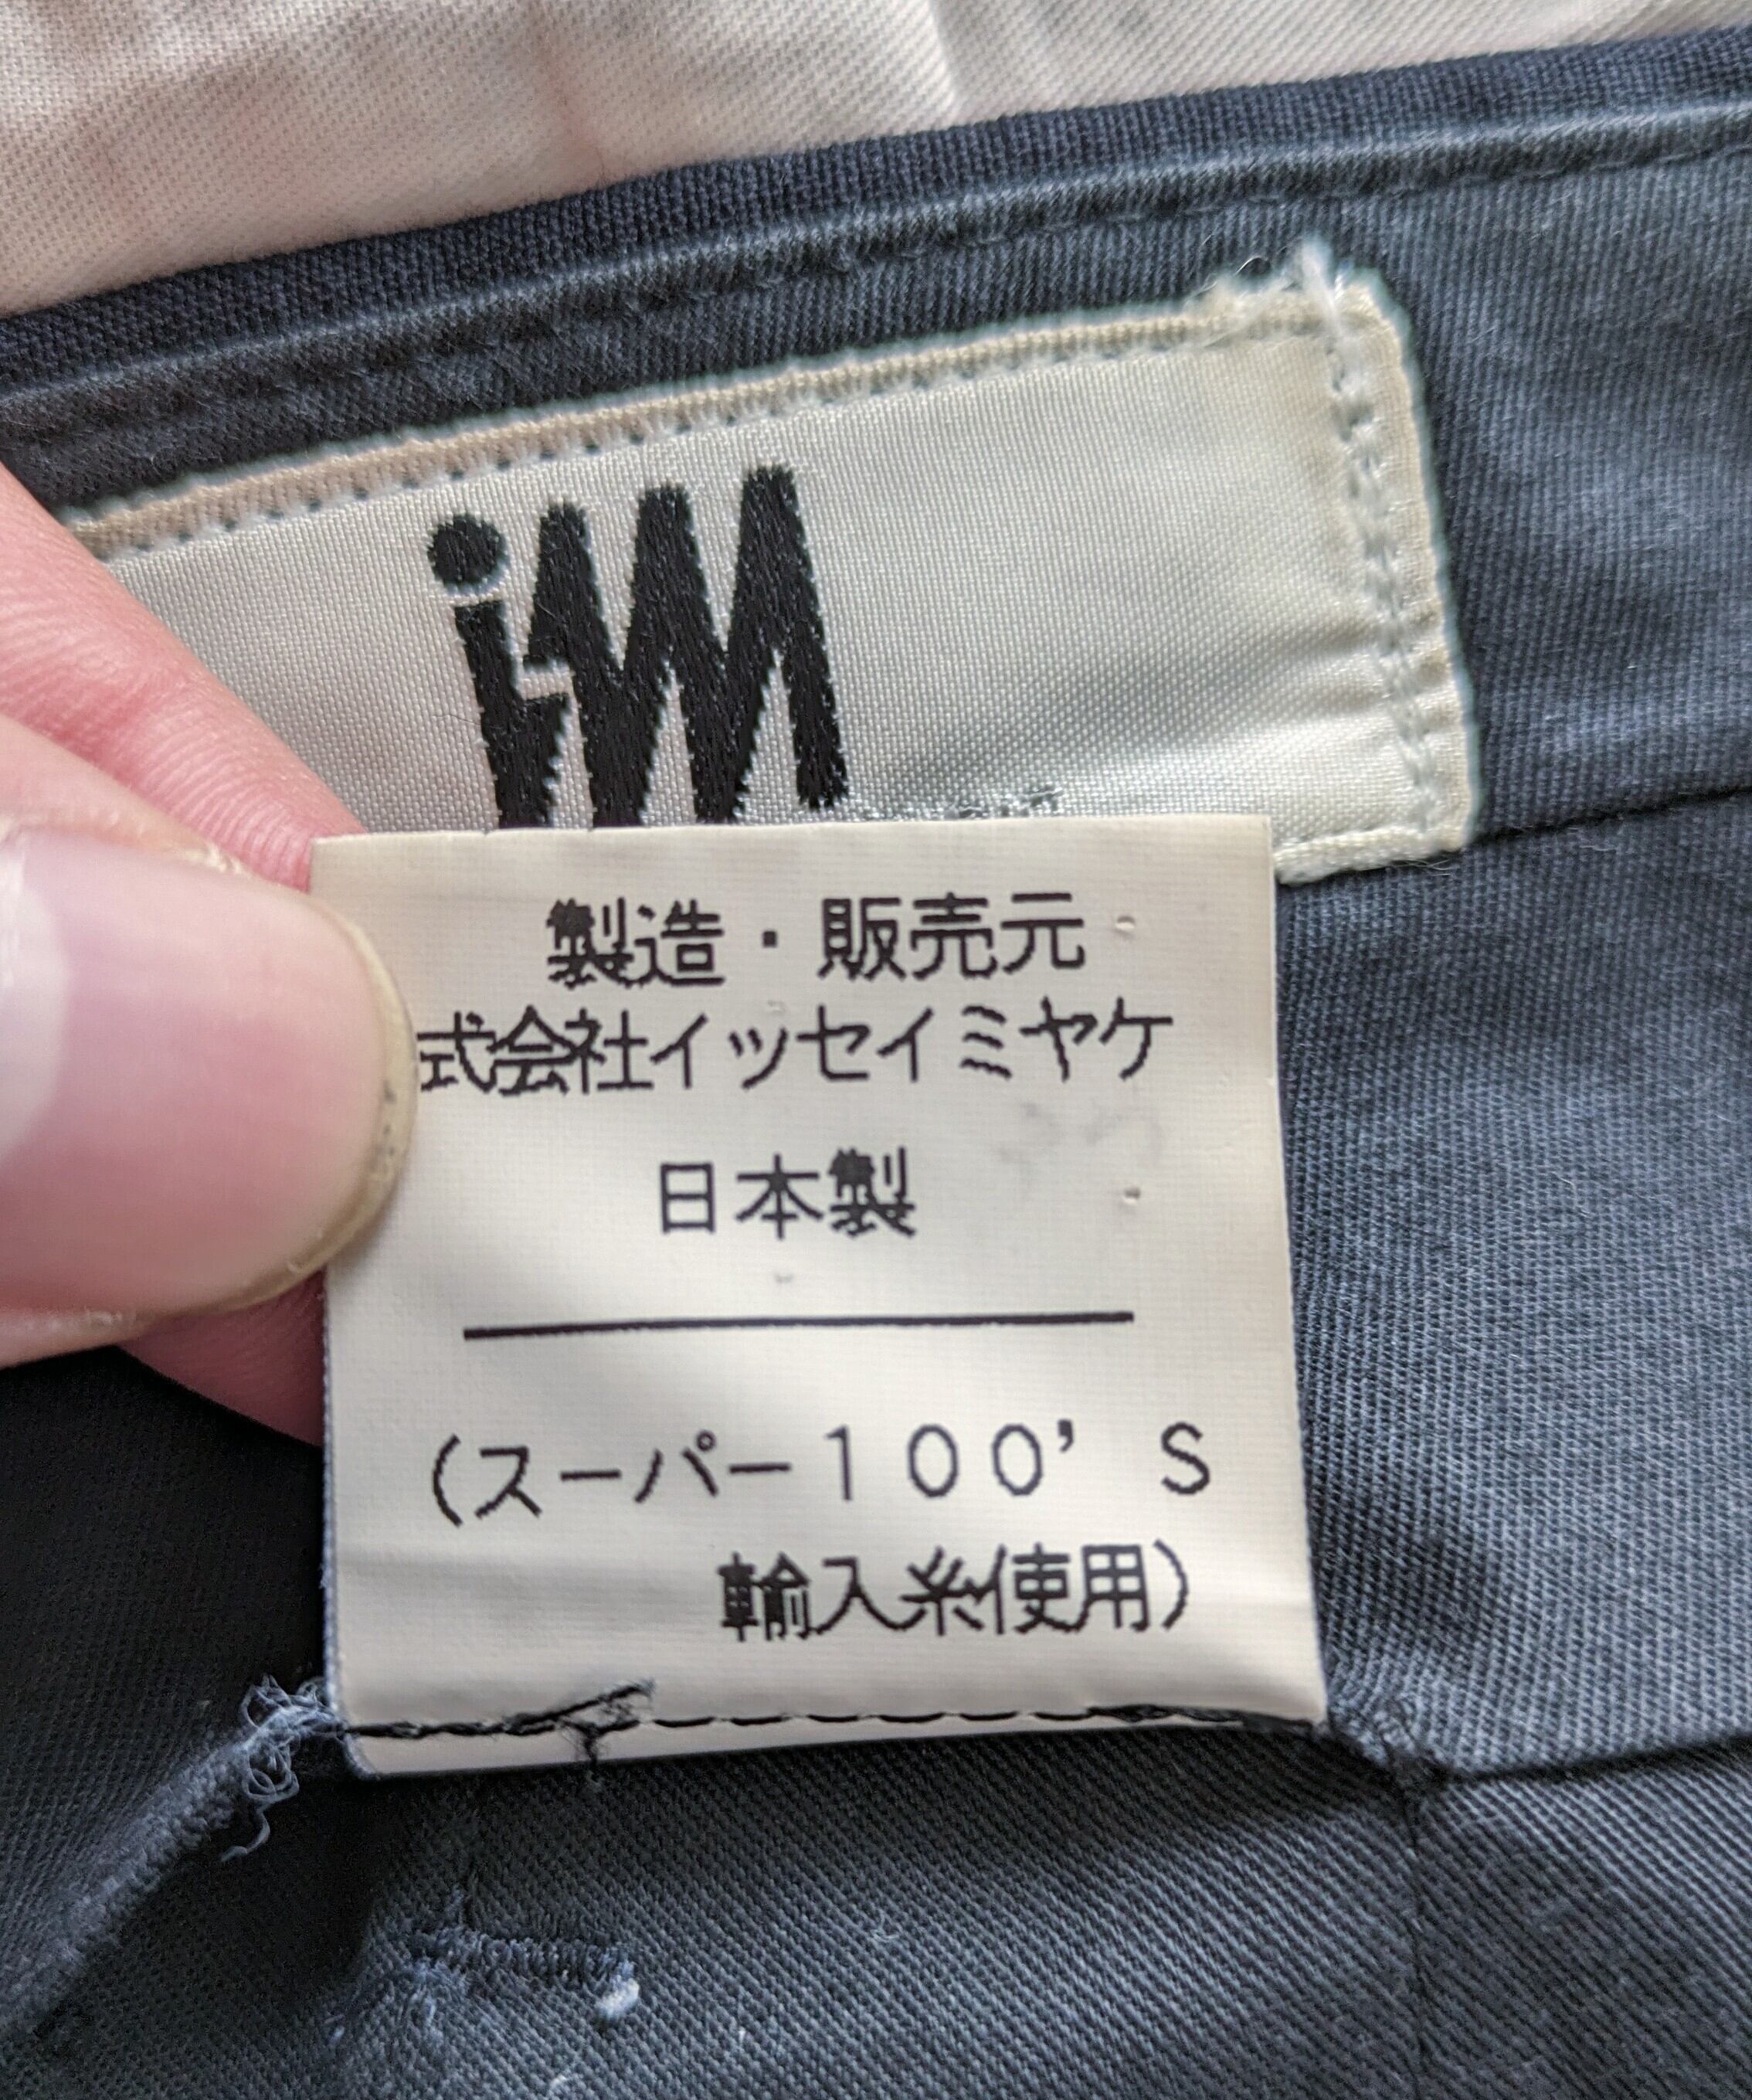 im
製造・販売元
式会社イッセイミヤケ
日本製
(スーパー１００’Ｓ
輸入糸使用)